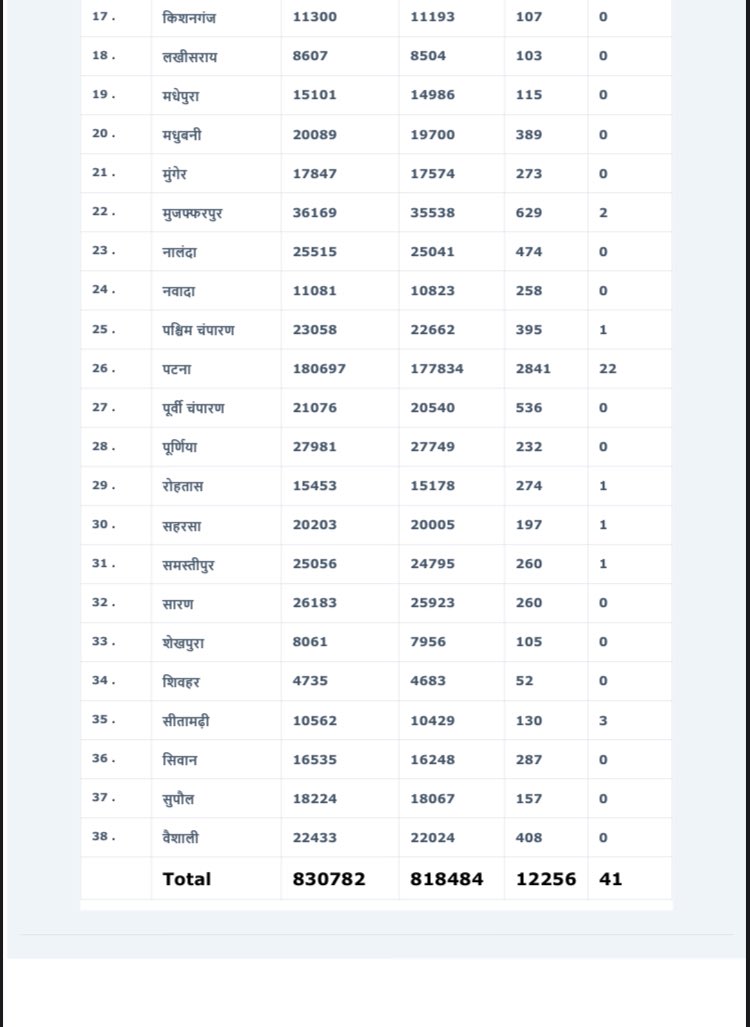 17 . किशनगंज 11300 11193 107 0
18 . लखीसराय 8607 8504 103 0
19 . मधेपुरा 15101 14986 115 0
20 . मधुबनी 20089 19700 389 0
21 . मुंगेर 17847 17574 273 0
22 . मुजफ्फरपुर 36169 35538 629 2
23 . नालंदा 25515 25041 474 0
24 . नवादा 11081 10823 258 0
25 . पश्चिम चंपारण 23058 22662 395 1
26 . पटना 180697 177834 2841 22
27 . पूर्वी चंपारण 21076 20540 536 0
28 . पूर्णिया 27981 27749 232 0
29 . रोहतास 15453 15178 274 1
30 . सहरसा 20203 20005 197 1
31 . समस्तीपुर 25056 24795 260 1
32 . सारण 26183 25923 260 0
33 . शेखपुरा 8061 7956 105 0
34 . शिवहर 4735 4683 52 0
35 . सीतामढ़ी 10562 10429 130 3
36 . सिवान 16535 16248 287 0
37 . सुपौल 18224 18067 157 0
38 . वैशाली 22433 22024 408 0
Total 830782 818484 12256 41